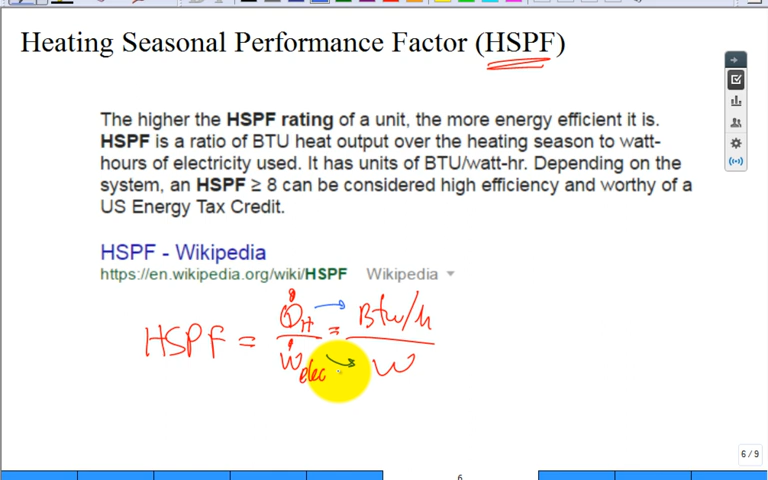 Heating Seasonal Performance Factor (HSPF)
The higher the HSPF rating of a unit, the more energy efficient it is.
HSPF is a ratio of BTU heat output over the heating season to watt-
hours of electricity used. It has units of BTU/watt-hr. Depending on the
system, an HSPF ≥ 8 can be considered high efficiency and worthy of a
US Energy Tax Credit.
HSPF - Wikipedia
https://en.wikipedia.org/wiki/HSPF Wikipedia
HSPF = Q̇H / Ẇelec = Btu/h / W
6 / 9
6